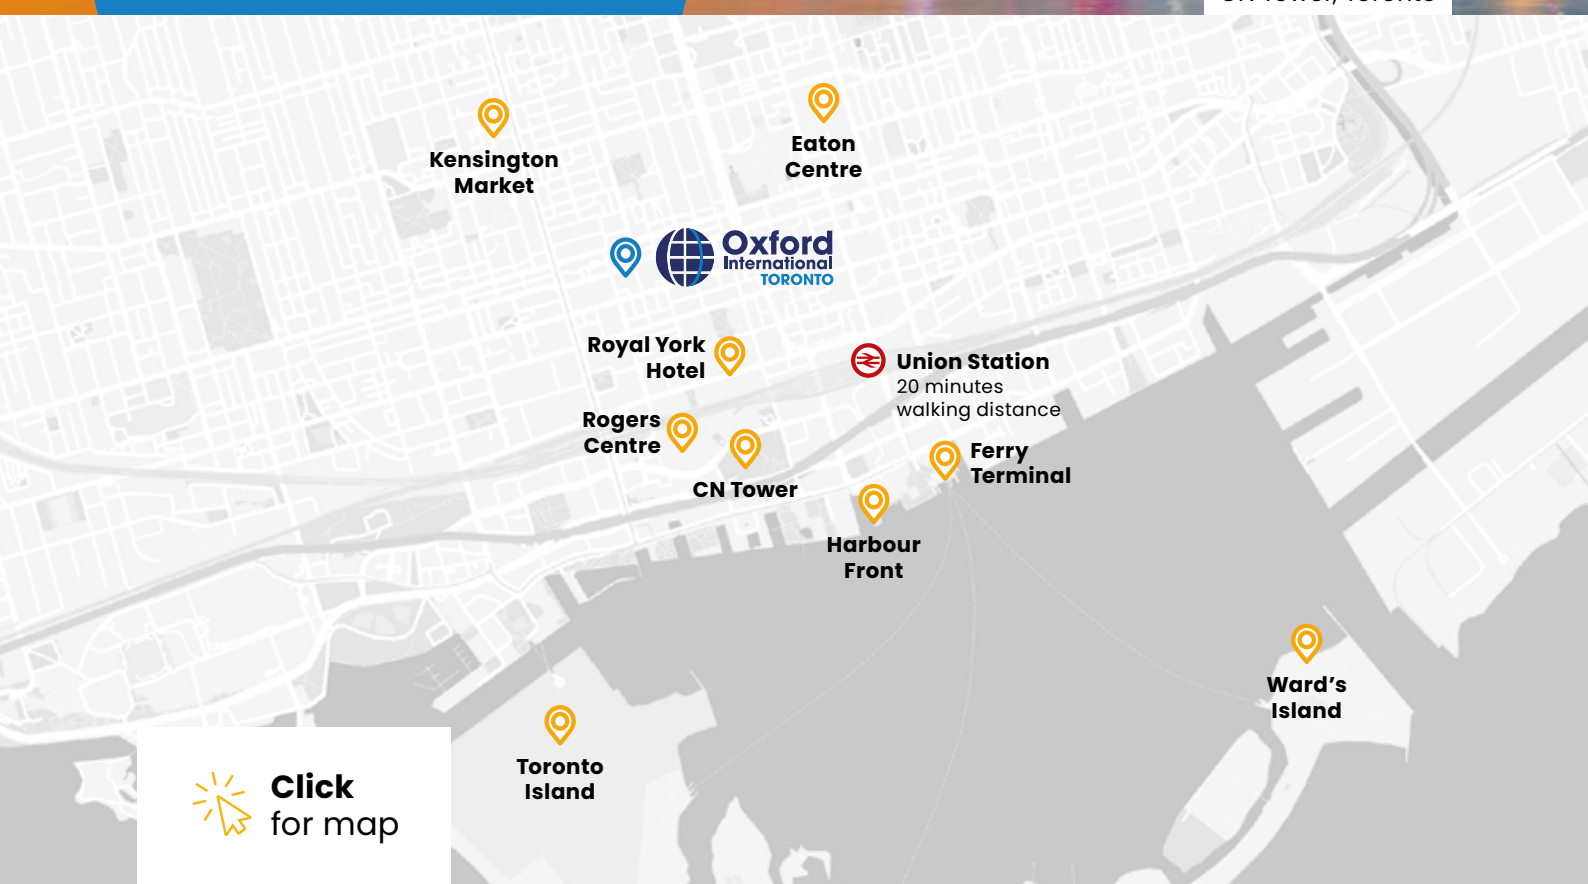 Kensington
Market
Eaton
Centre
Oxford
International
TORONTO
Royal York
Hotel
Union Station
20 minutes
walking distance
Rogers
Centre
CN Tower
Ferry
Terminal
Harbour
Front
Ward's
Island
Toronto
Island
Click
for map